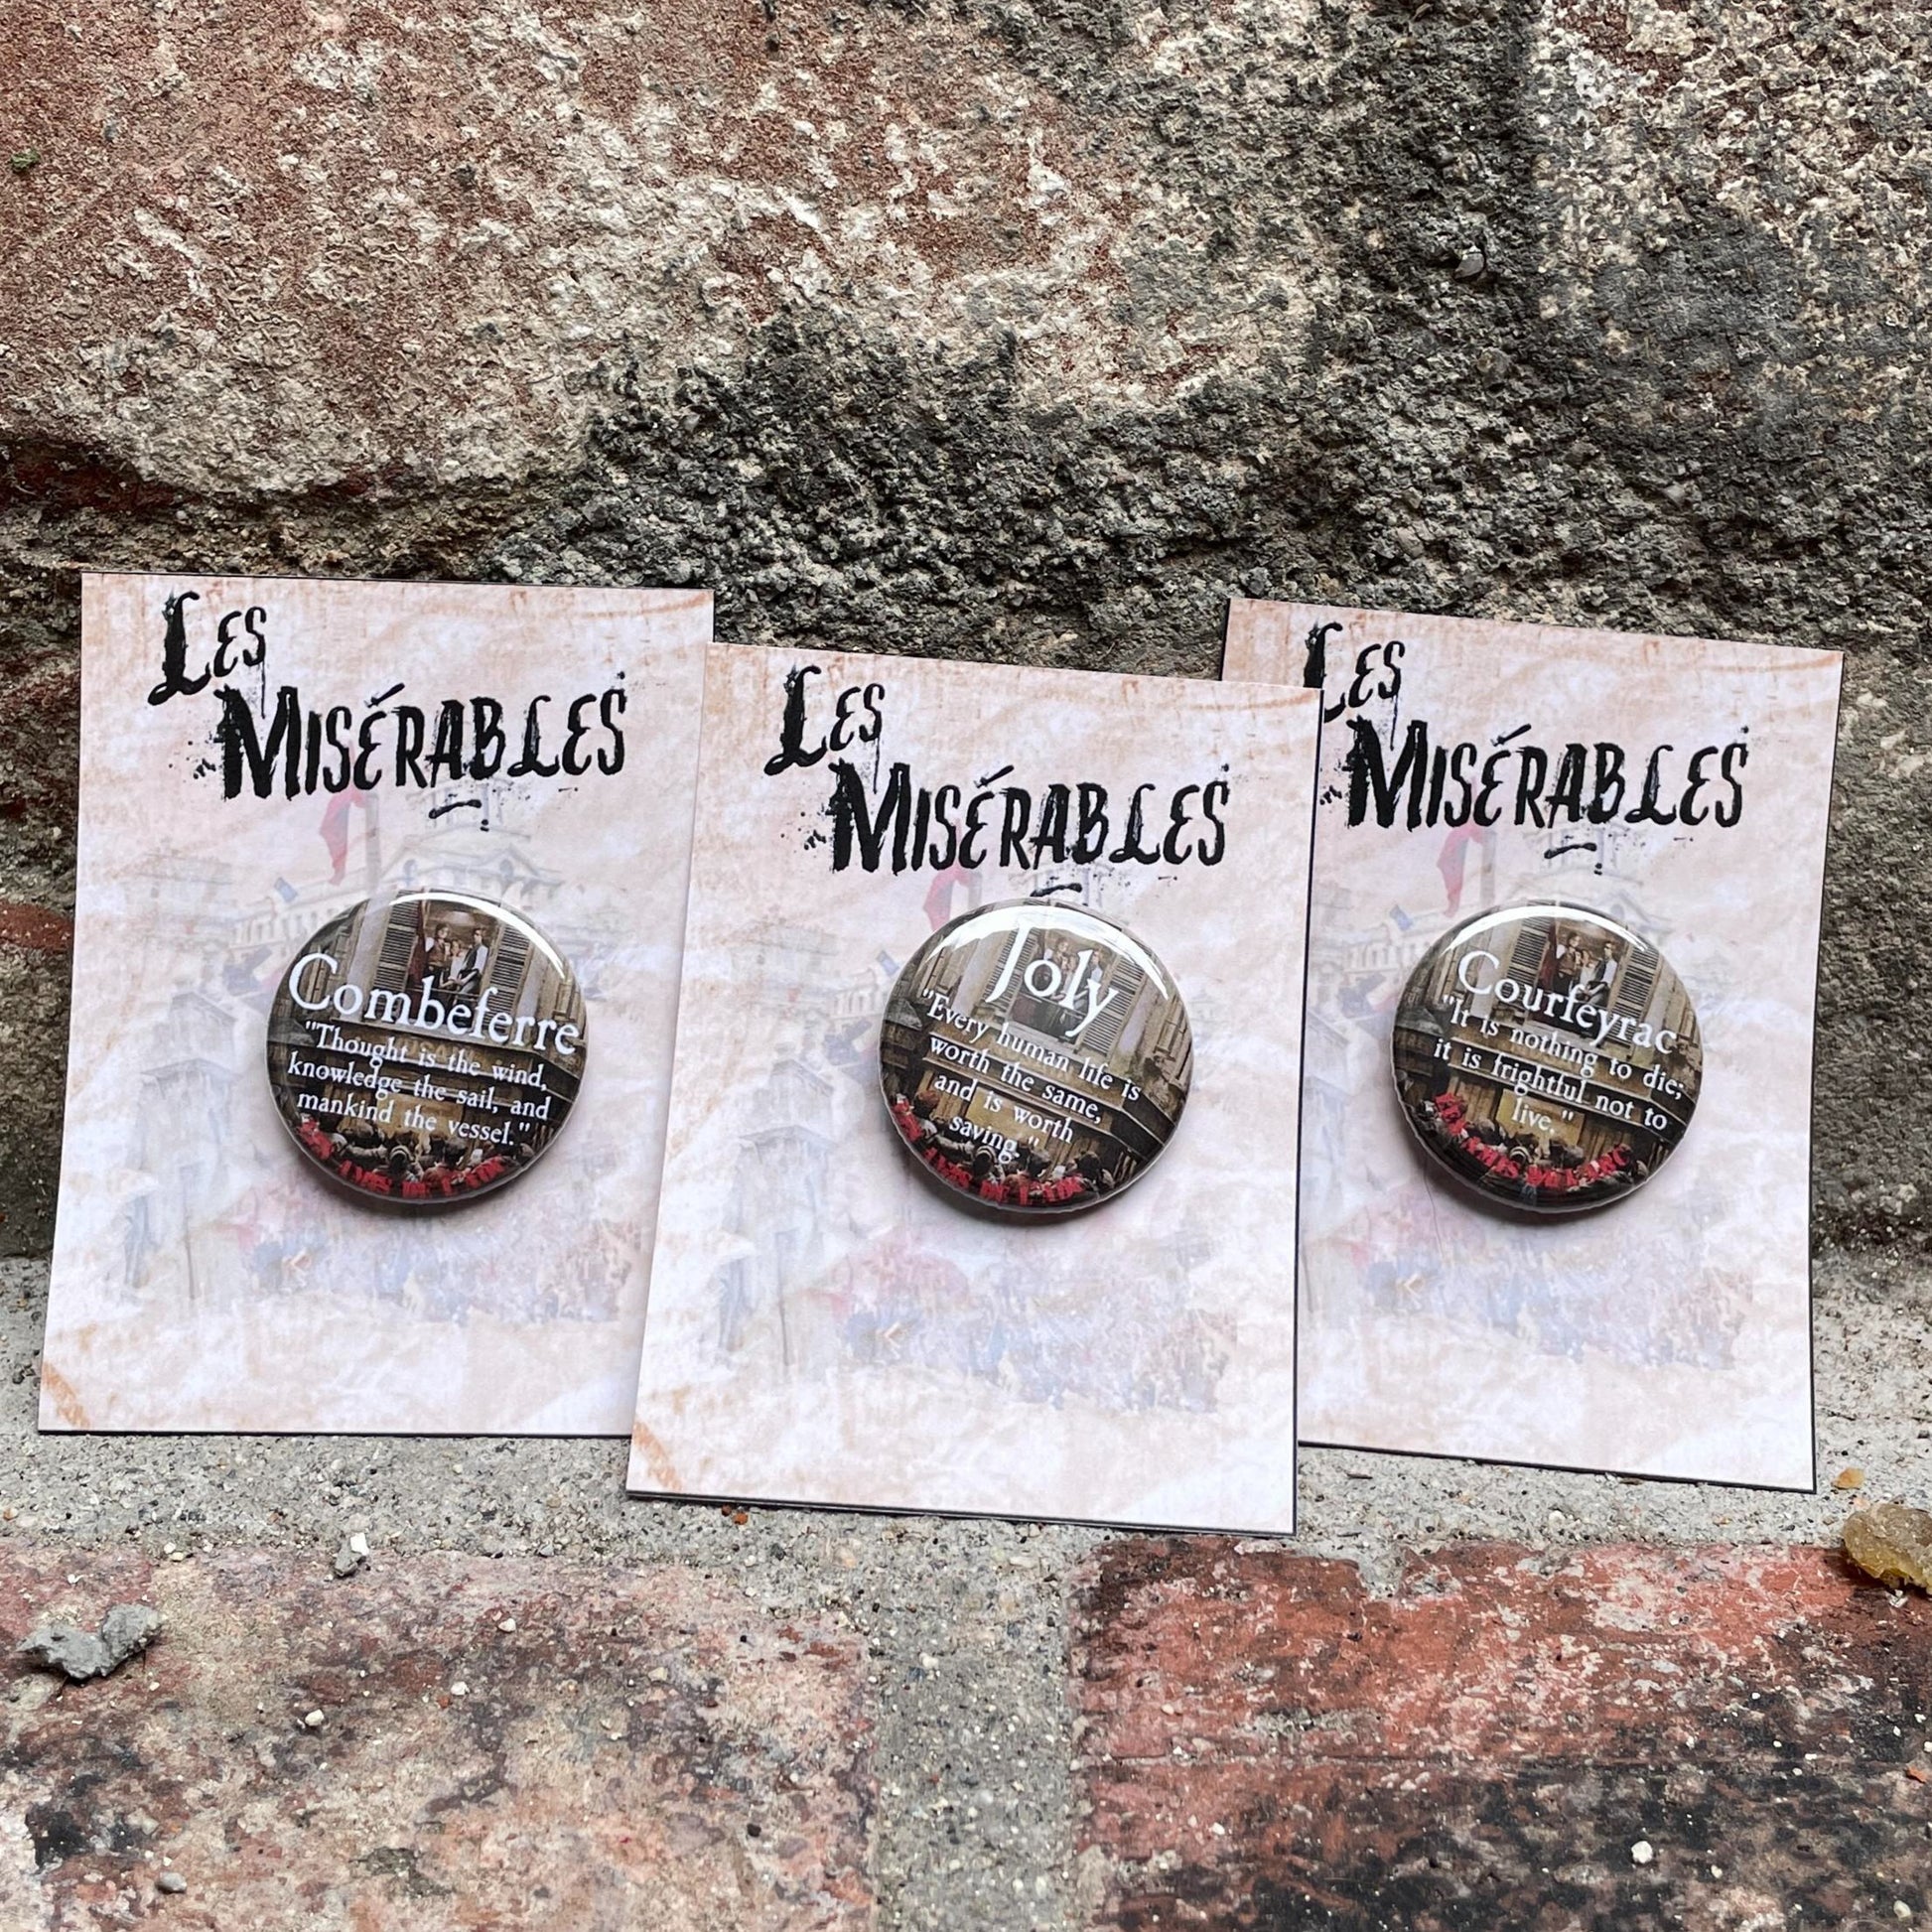 LES
MISÉRABLES
Combeferre
"Thought is the wind,
knowledge the sail, and
mankind the vessel."
LES
MISÉRABLES
Joly
"Every human life is
worth the same,
and is worth
saving."
LES
MISÉRABLES
Courfeyrac
"It is nothing to die;
it is frightful not to
live."